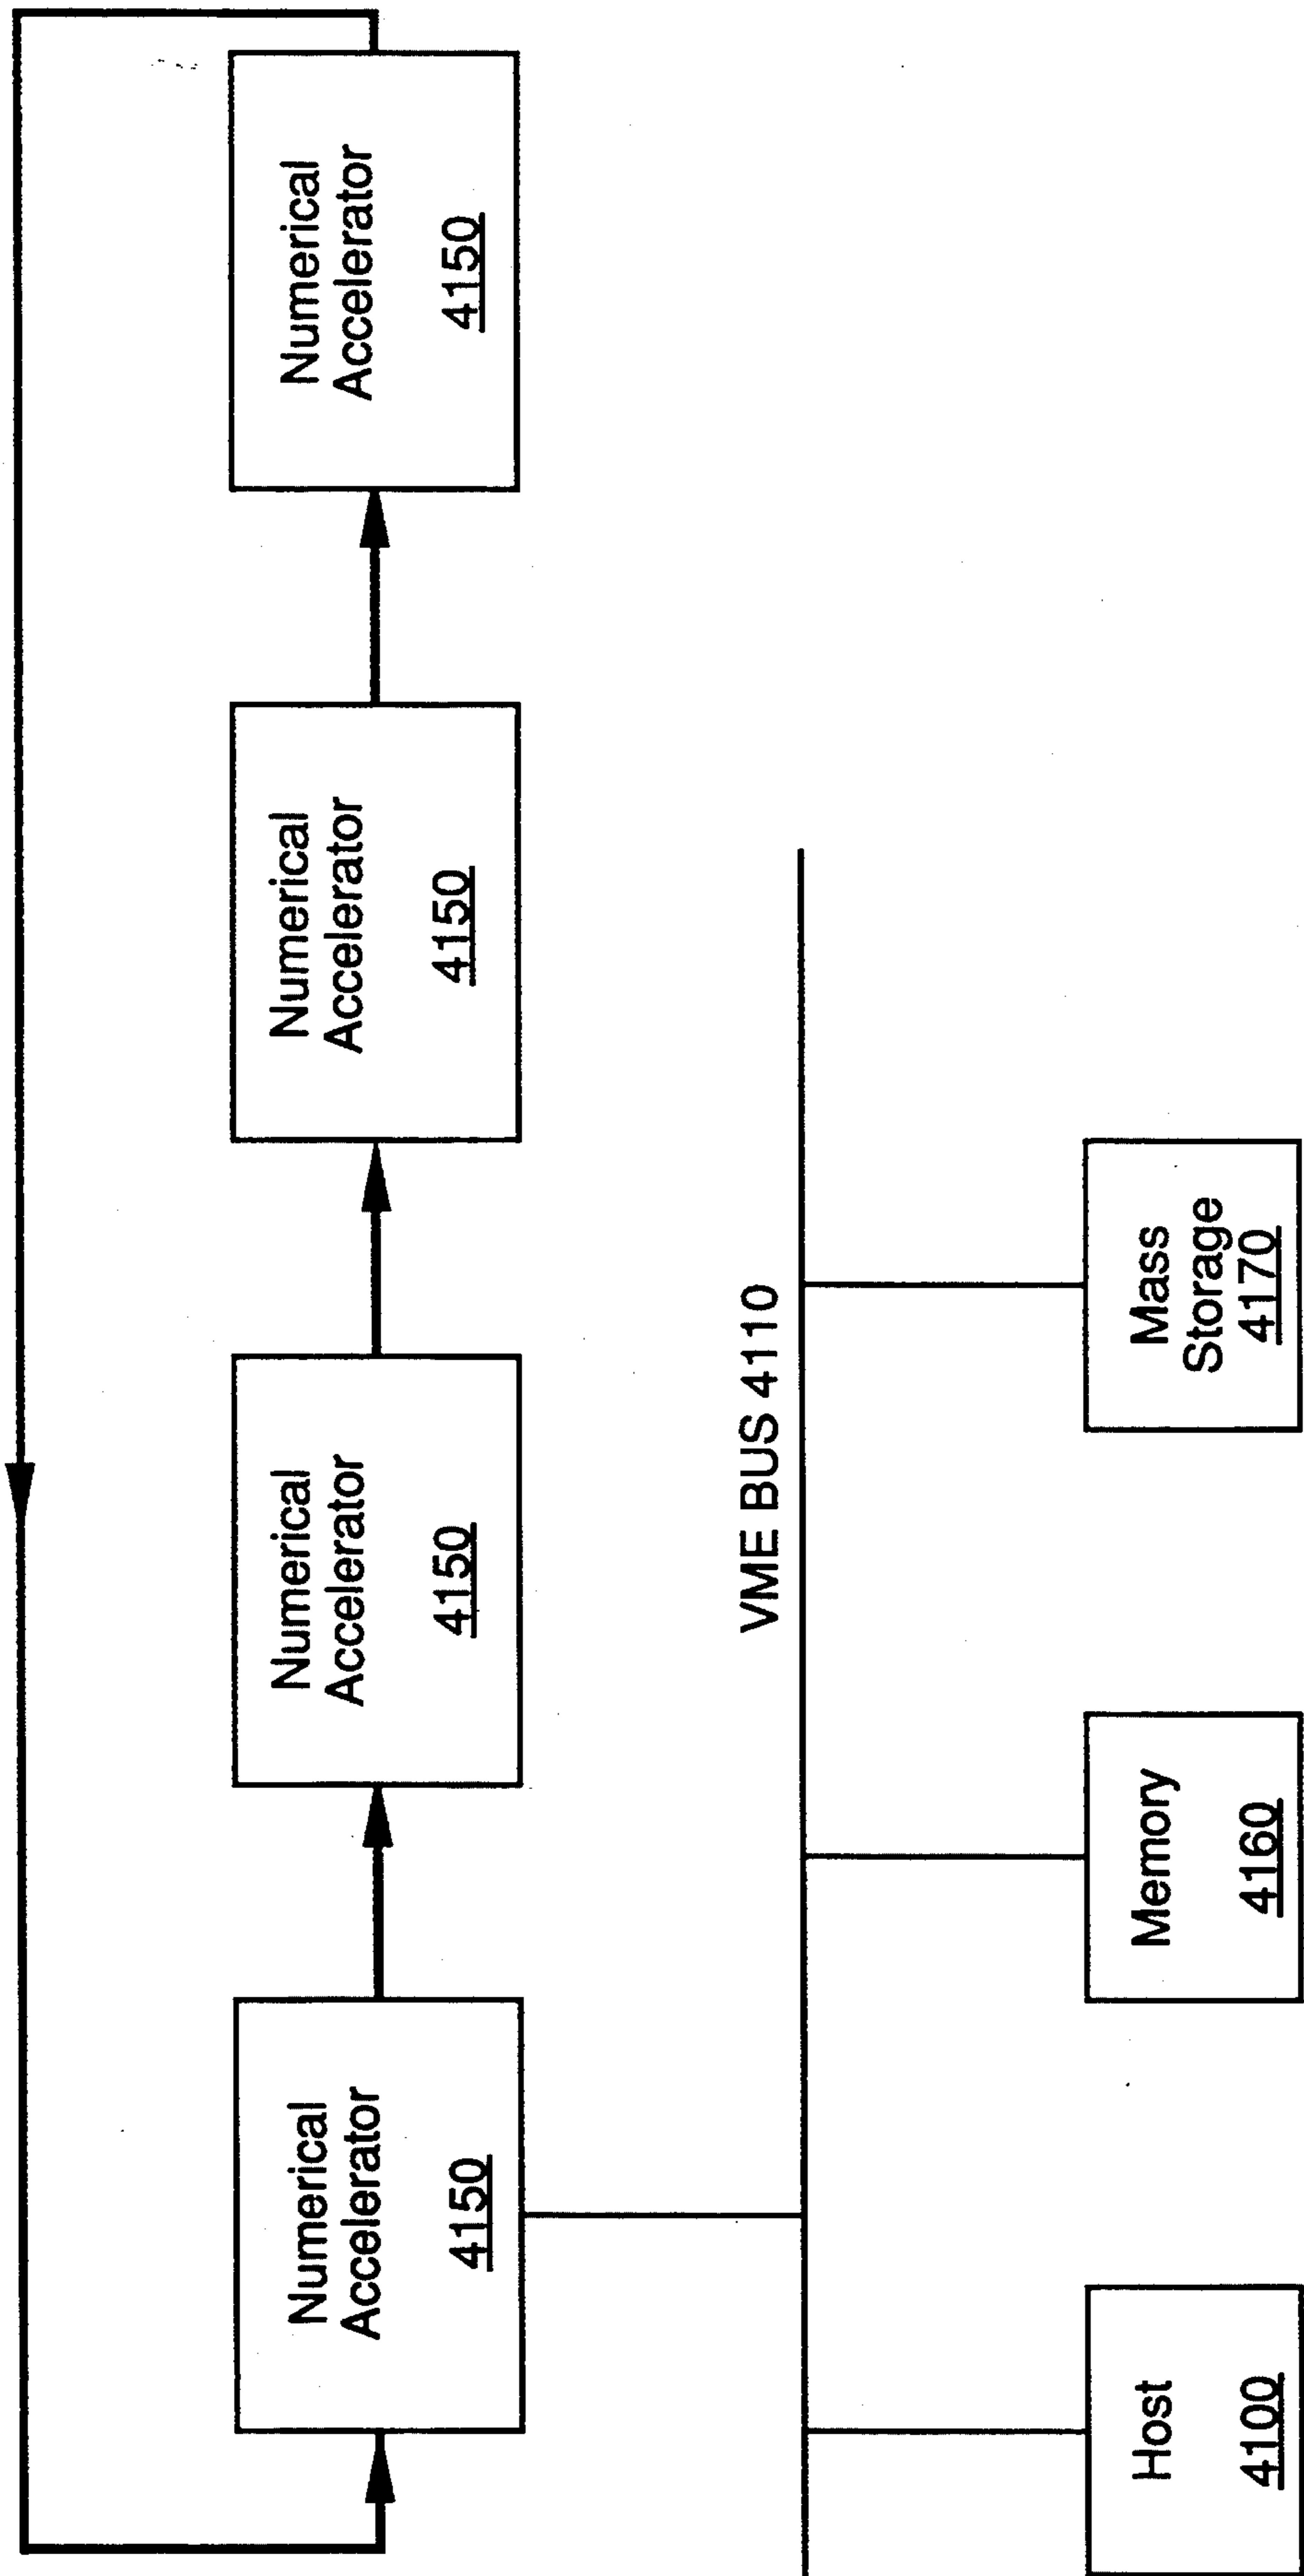 Numerical
Accelerator
4150
Numerical
Accelerator
4150
Numerical
Accelerator
4150
Numerical
Accelerator
4150
VME BUS 4110
Host
4100
Memory
4160
Mass
Storage
4170